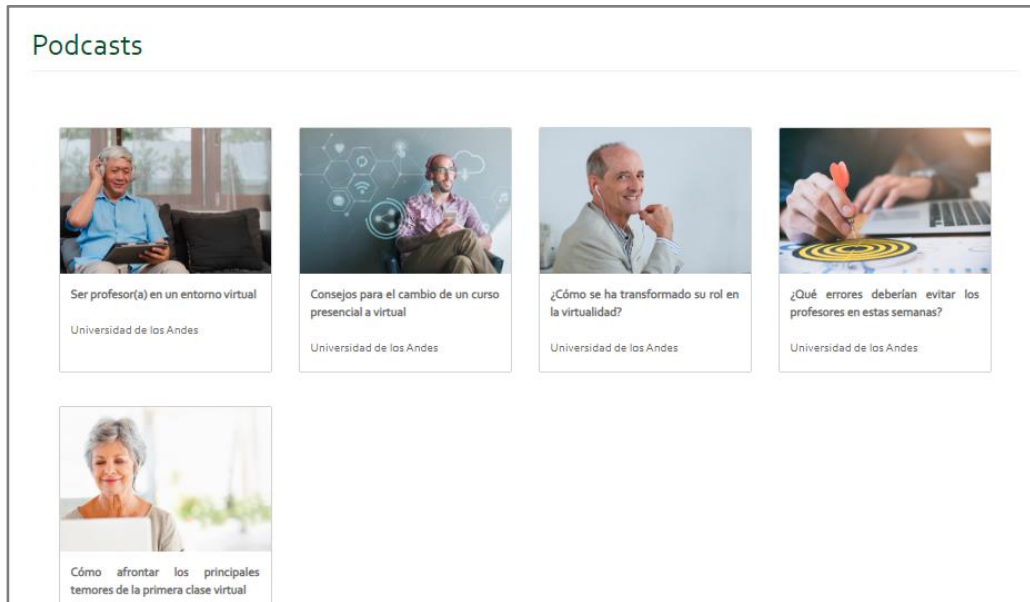 Podcasts
Ser profesor(a) en un entorno virtual
Universidad de los Andes
Consejos para el cambio de un curso
presencial a virtual
Universidad de los Andes
¿Cómo se ha transformado su rol en
la virtualidad?
Universidad de los Andes
¿Qué errores deberían evitar los
profesores en estas semanas?
Universidad de los Andes
Cómo afrontar los principales
temores de la primera clase virtual